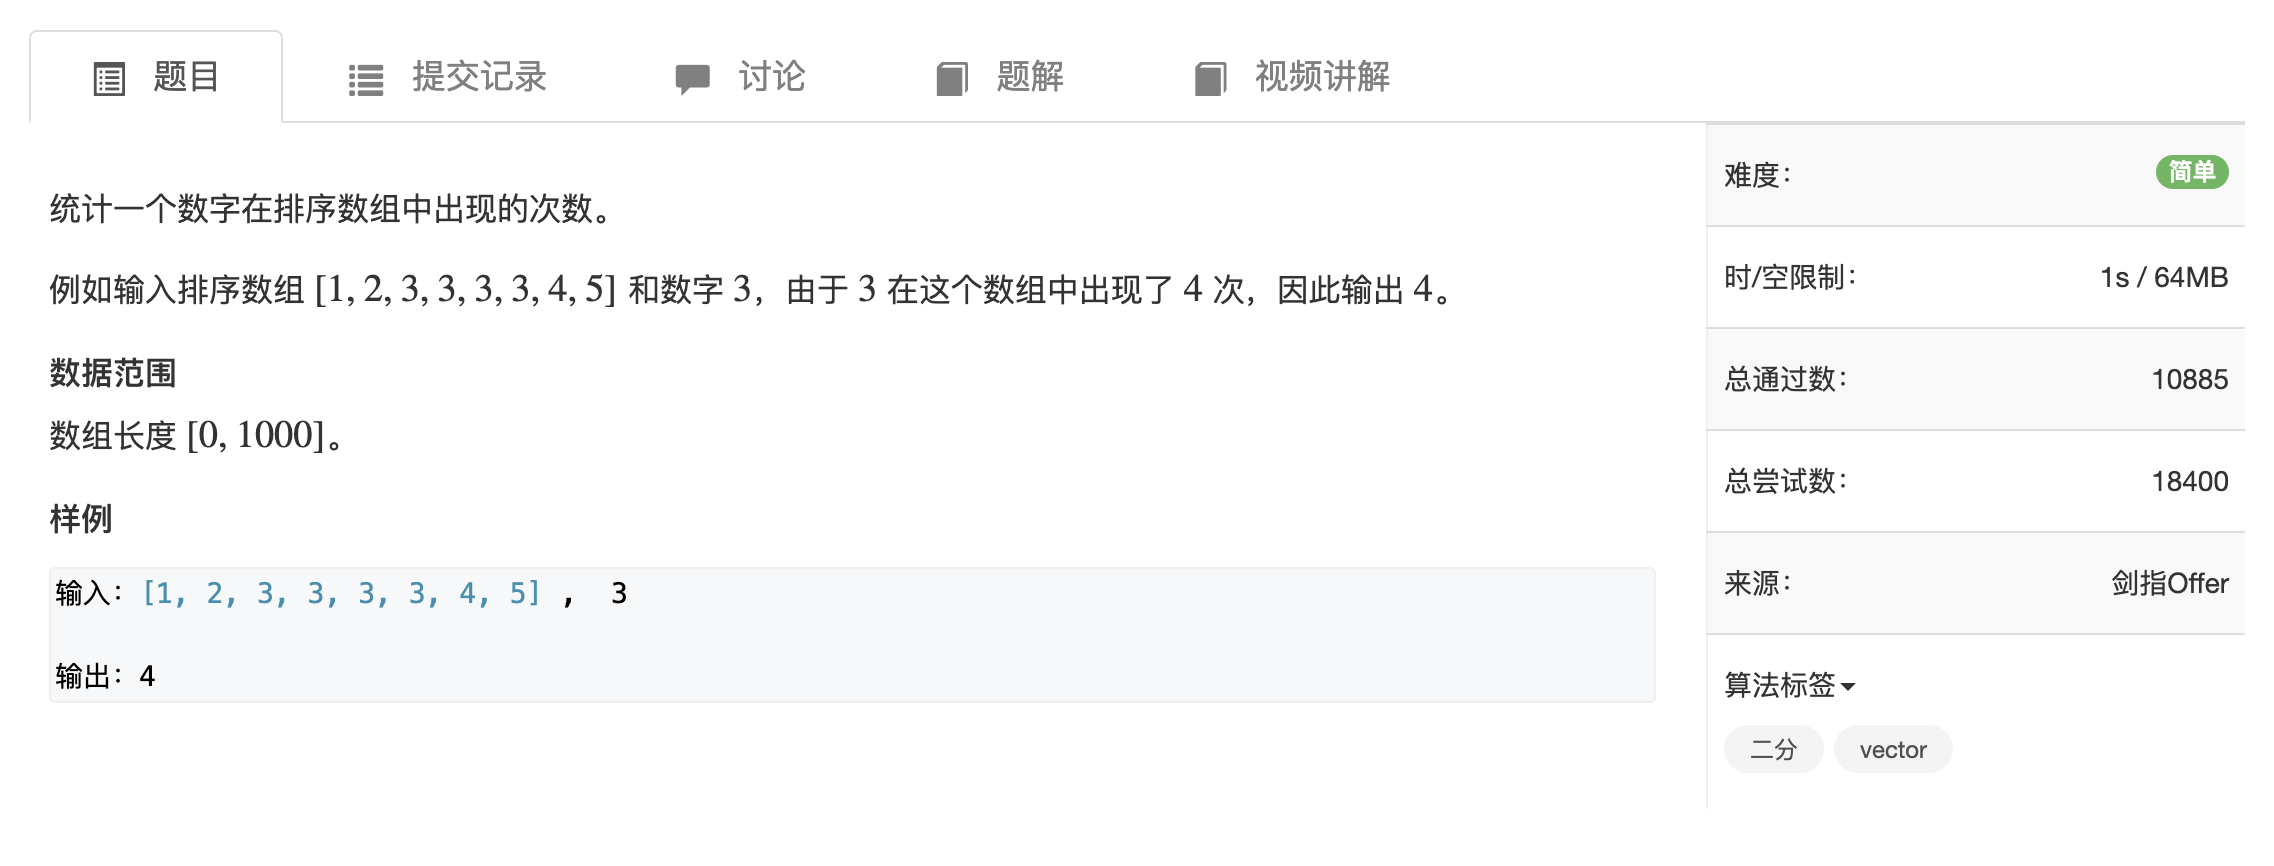 题目 提交记录 讨论 题解 视频讲解
统计一个数字在排序数组中出现的次数。
例如输入排序数组 [1, 2, 3, 3, 3, 3, 4, 5] 和数字 3，由于 3 在这个数组中出现了 4 次，因此输出 4。
数据范围
数组长度 [0, 1000]。
样例
输入：[1, 2, 3, 3, 3, 3, 4, 5] ,  3
输出：4
难度： 简单
时/空限制： 1s / 64MB
总通过数： 10885
总尝试数： 18400
来源： 剑指Offer
算法标签
二分 vector